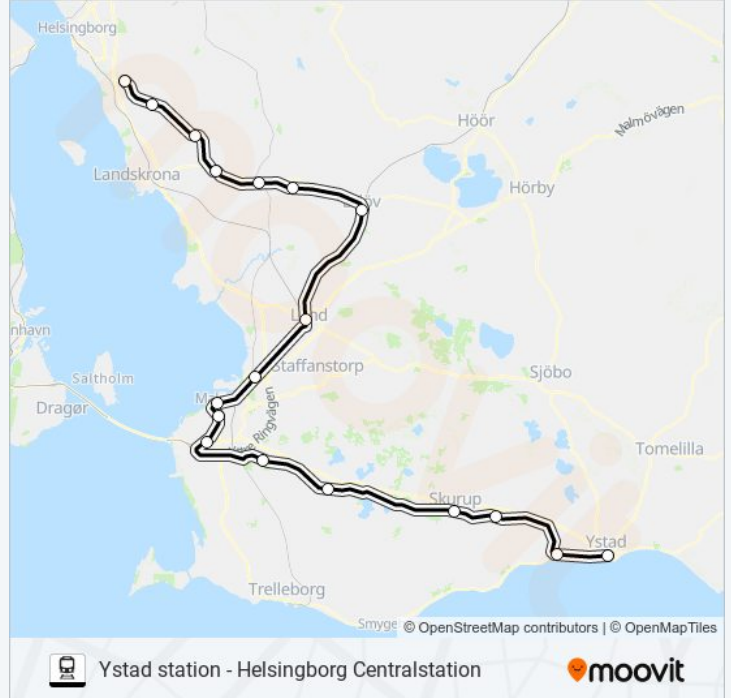 Helsingborg
Höör
Malmövägen
Landskrona
Hörby
Lund
Staffanstorp
Saltholm
Sjöbo
Dragør
Ringvägen
Tomelilla
Skurup
Ystad
Trelleborg
Smyge
© OpenStreetMap contributors | © OpenMapTiles
Ystad station - Helsingborg Centralstation
moovit